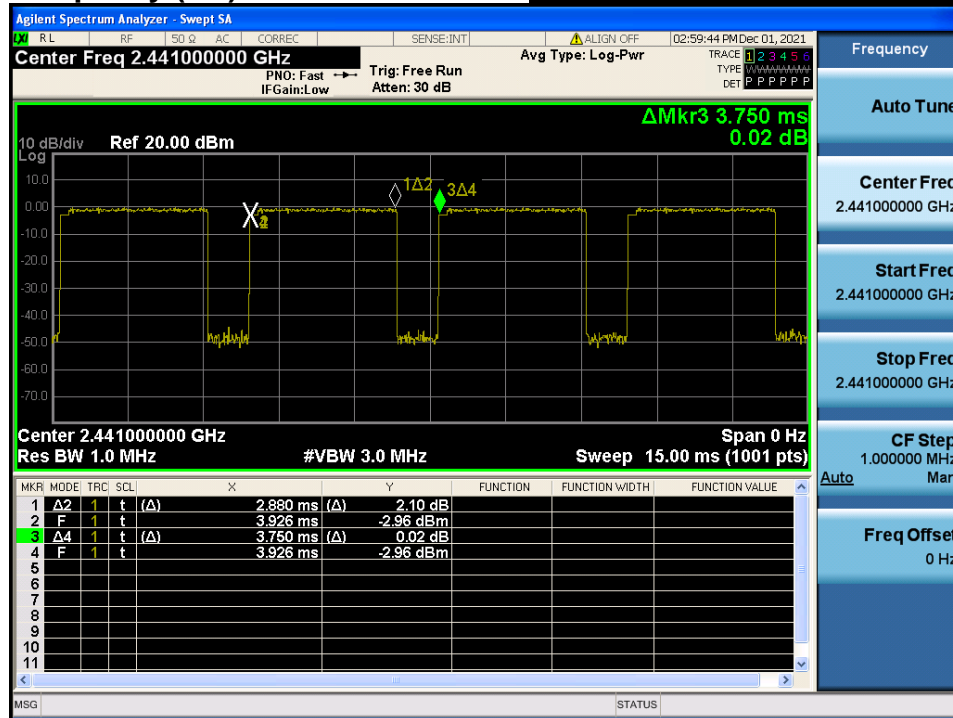 Agilent Spectrum Analyzer - Swept SA
RL RF 50 Ω AC CORREC SENSE:INT ALIGN OFF 02:59:44 PM Dec 01, 2021
Center Freq 2.441000000 GHz
PNO: Fast Trig: Free Run
IFGain:Low Atten: 30 dB
Avg Type: Log-Pwr
TRACE 1 2 3 4 5 6
TYPE
DET P P P P P P
ΔMkr3 3.750 ms
0.02 dB
10 dB/div Ref 20.00 dBm
Log
10.0
0.00
-10.0
-20.0
-30.0
-40.0
-50.0
-60.0
-70.0
1Δ2
3Δ4
Center 2.441000000 GHz Span 0 Hz
Res BW 1.0 MHz #VBW 3.0 MHz Sweep 15.00 ms (1001 pts)
MKR MODE TRC SCL X Y FUNCTION FUNCTION WIDTH FUNCTION VALUE
1 Δ2 1 t (Δ) 2.880 ms (Δ) 2.10 dB
2 F 1 t 3.926 ms -2.96 dBm
3 Δ4 1 t (Δ) 3.750 ms (Δ) 0.02 dB
4 F 1 t 3.926 ms -2.96 dBm
5
6
7
8
9
10
11
MSG STATUS
Frequency
Auto Tune
Center Freq
2.441000000 GHz
Start Freq
2.441000000 GHz
Stop Freq
2.441000000 GHz
CF Step
1.000000 MHz
Auto Man
Freq Offset
0 Hz